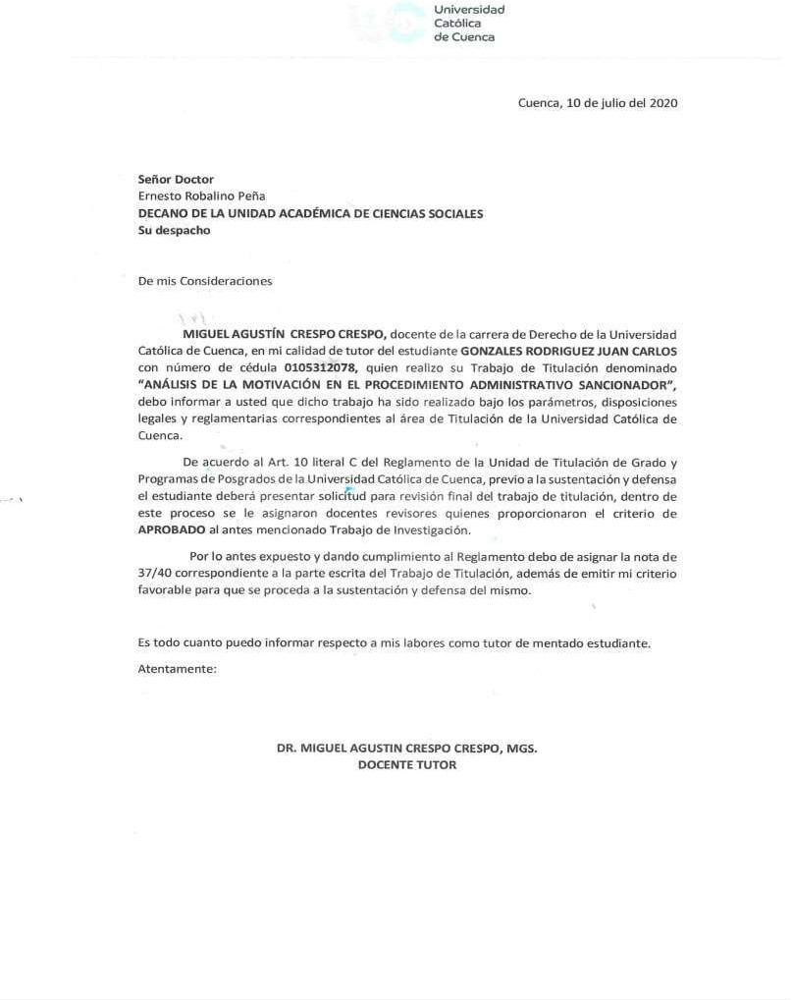 Universidad
Católica
de Cuenca
Cuenca, 10 de julio del 2020
Señor Doctor
Ernesto Robalino Peña
DECANO DE LA UNIDAD ACADÉMICA DE CIENCIAS SOCIALES
Su despacho
De mis Consideraciones
MIGUEL AGUSTÍN CRESPO CRESPO, docente de la carrera de Derecho de la Universidad
Católica de Cuenca, en mi calidad de tutor del estudiante GONZALES RODRIGUEZ JUAN CARLOS
con número de cédula 0105312078, quien realizo su Trabajo de Titulación denominado
“ANÁLISIS DE LA MOTIVACIÓN EN EL PROCEDIMIENTO ADMINISTRATIVO SANCIONADOR”,
debo informar a usted que dicho trabajo ha sido realizado bajo los parámetros, disposiciones
legales y reglamentarias correspondientes al área de Titulación de la Universidad Católica de
Cuenca.
De acuerdo al Art. 10 literal C del Reglamento de la Unidad de Titulación de Grado y
Programas de Posgrados de la Universidad Católica de Cuenca, previo a la sustentación y defensa
el estudiante deberá presentar solicitud para revisión final del trabajo de titulación, dentro de
este proceso se le asignaron docentes revisores quienes proporcionaron el criterio de
APROBADO al antes mencionado Trabajo de Investigación.
Por lo antes expuesto y dando cumplimiento al Reglamento debo de asignar la nota de
37/40 correspondiente a la parte escrita del Trabajo de Titulación, además de emitir mi criterio
favorable para que se proceda a la sustentación y defensa del mismo.
Es todo cuanto puedo informar respecto a mis labores como tutor de mentado estudiante.
Atentamente:
DR. MIGUEL AGUSTIN CRESPO CRESPO, MGS.
DOCENTE TUTOR